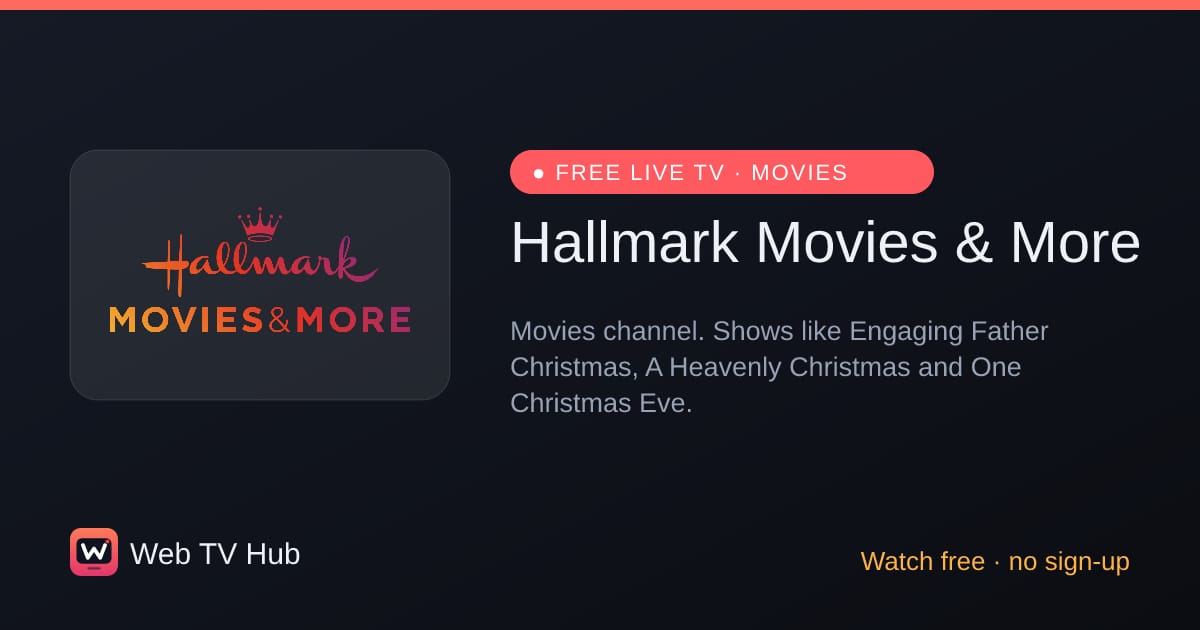 Hallmark
MOVIES&MORE
• FREE LIVE TV · MOVIES
Hallmark Movies & More
Movies channel. Shows like Engaging Father
Christmas, A Heavenly Christmas and One
Christmas Eve.
W
Web TV Hub
Watch free · no sign-up